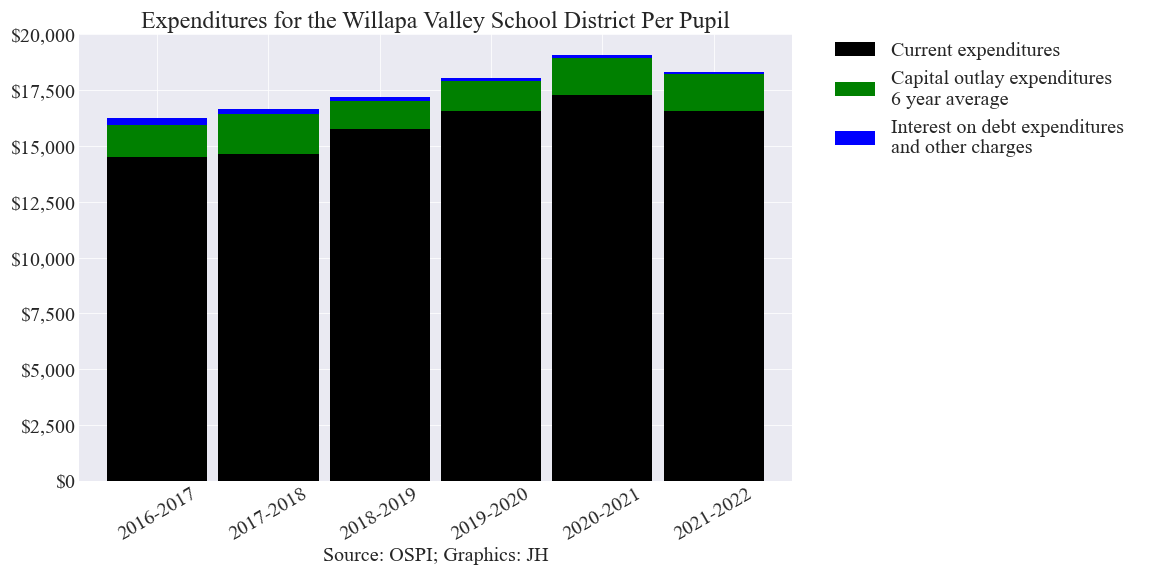 Expenditures for the Willapa Valley School District Per Pupil
$20,000
$17,500
$15,000
$12,500
$10,000
$7,500
$5,000
$2,500
$0
2016-2017
2017-2018
2018-2019
2019-2020
2020-2021
2021-2022
Source: OSPI; Graphics: JH
Current expenditures
Capital outlay expenditures
6 year average
Interest on debt expenditures
and other charges